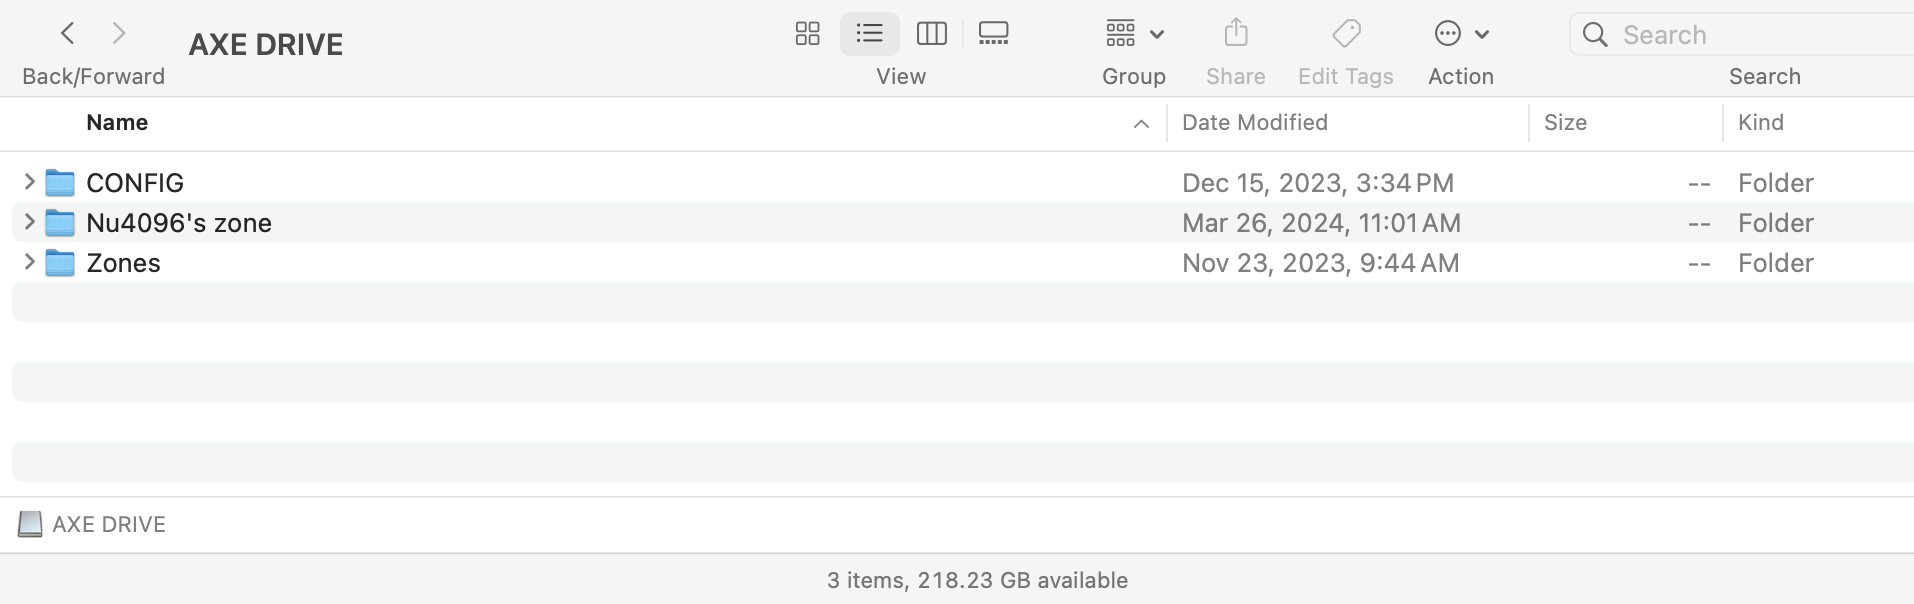 AXE DRIVE
Back/Forward
View
Group
Share
Edit Tags
Action
Search
Search
Name Date Modified Size Kind
CONFIG Dec 15, 2023, 3:34 PM -- Folder
Nu4096's zone Mar 26, 2024, 11:01 AM -- Folder
Zones Nov 23, 2023, 9:44 AM -- Folder
AXE DRIVE
3 items, 218.23 GB available